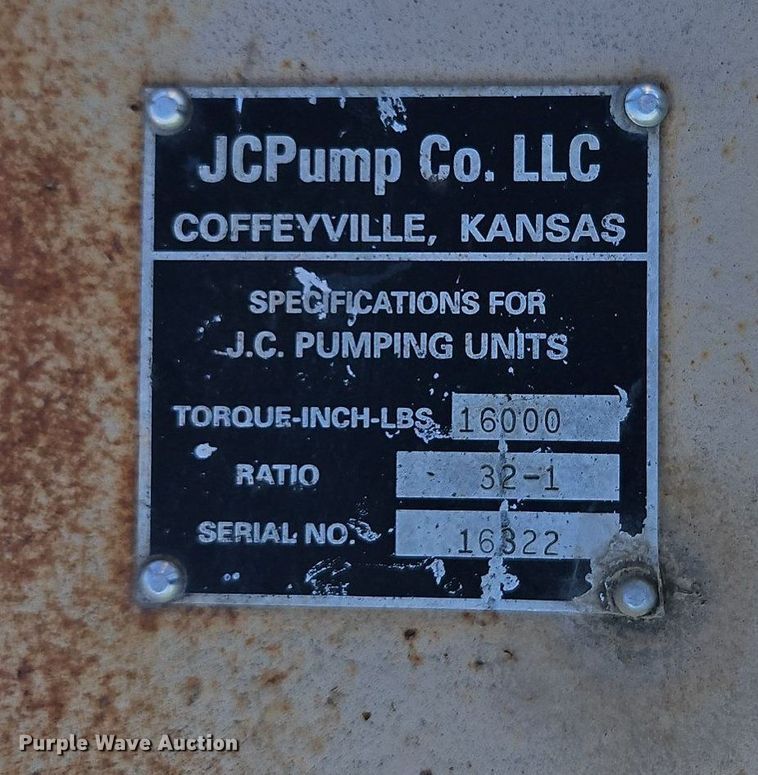 JCPump Co. LLC
COFFEYVILLE, KANSAS
SPECIFICATIONS FOR
J.C. PUMPING UNITS
TORQUE-INCH-LBS 16000
RATIO 32-1
SERIAL NO. 16322
Purple Wave Auction